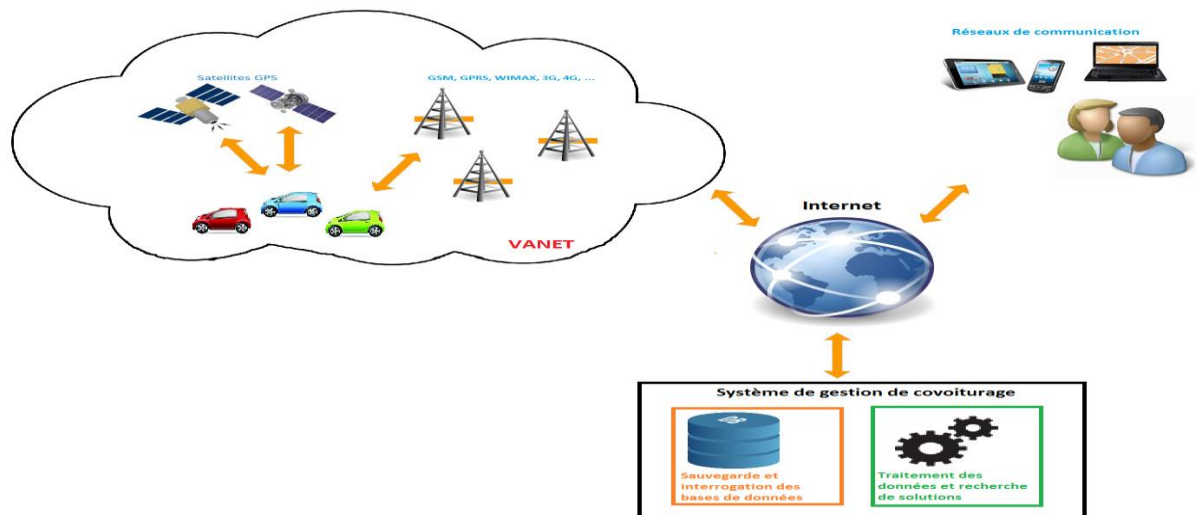 Réseaux de communication
Satellites GPS
GSM, GPRS, WIMAX, 3G, 4G, ...
Internet
VANET
Système de gestion de covoiturage
Sauvegarde et
interrogation des
bases de données
Traitement des
données et recherche
de solutions